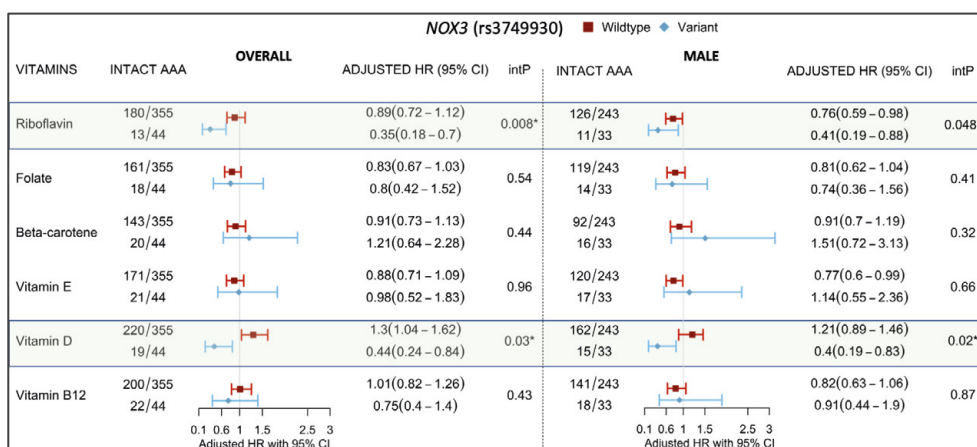 NOX3 (rs3749930) Wildtype Variant
OVERALL MALE
VITAMINS INTACT AAA ADJUSTED HR (95% CI) intP INTACT AAA ADJUSTED HR (95% CI) intP
180/355 0.89(0.72 – 1.12) 126/243 0.76(0.59 – 0.98)
Riboflavin 0.008* 0.048
13/44 0.35(0.18 – 0.7) 11/33 0.41(0.19 – 0.88)
161/355 0.83(0.67 – 1.03) 119/243 0.81(0.62 – 1.04)
Folate 0.54 0.41
18/44 0.8(0.42 – 1.52) 14/33 0.74(0.36 – 1.56)
143/355 0.91(0.73 – 1.13) 92/243 0.91(0.7 – 1.19)
Beta-carotene 0.44 0.32
20/44 1.21(0.64 – 2.28) 16/33 1.51(0.72 – 3.13)
171/355 0.88(0.71 – 1.09) 120/243 0.77(0.6 – 0.99)
Vitamin E 0.96 0.66
21/44 0.98(0.52 – 1.83) 17/33 1.14(0.55 – 2.36)
220/355 1.3(1.04 – 1.62) 162/243 1.21(0.89 – 1.46)
Vitamin D 0.03* 0.02*
19/44 0.44(0.24 – 0.84) 15/33 0.4(0.19 – 0.83)
200/355 1.01(0.82 – 1.26) 141/243 0.82(0.63 – 1.06)
Vitamin B12 0.43 0.87
22/44 0.75(0.4 – 1.4) 18/33 0.91(0.44 – 1.9)
0.1 0.6 1 1.5 2 2.5 3 0.1 0.6 1 1.5 2 2.5 3
Adjusted HR with 95% CI Adjusted HR with 95% CI